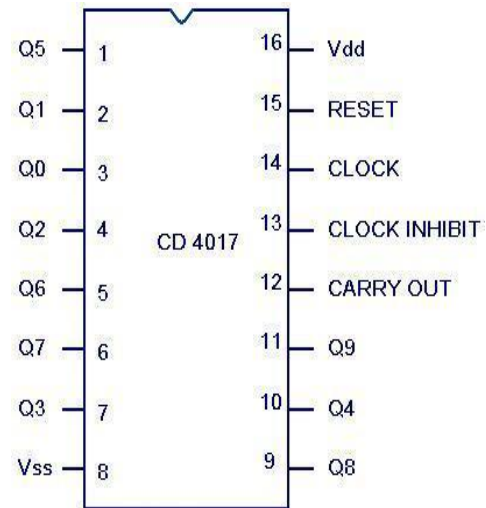 Q5 1 16 Vdd
Q1 2 15 RESET
Q0 3 14 CLOCK
Q2 4 13 CLOCK INHIBIT
CD 4017
Q6 5 12 CARRY OUT
Q7 6 11 Q9
Q3 7 10 Q4
Vss 8 9 Q8